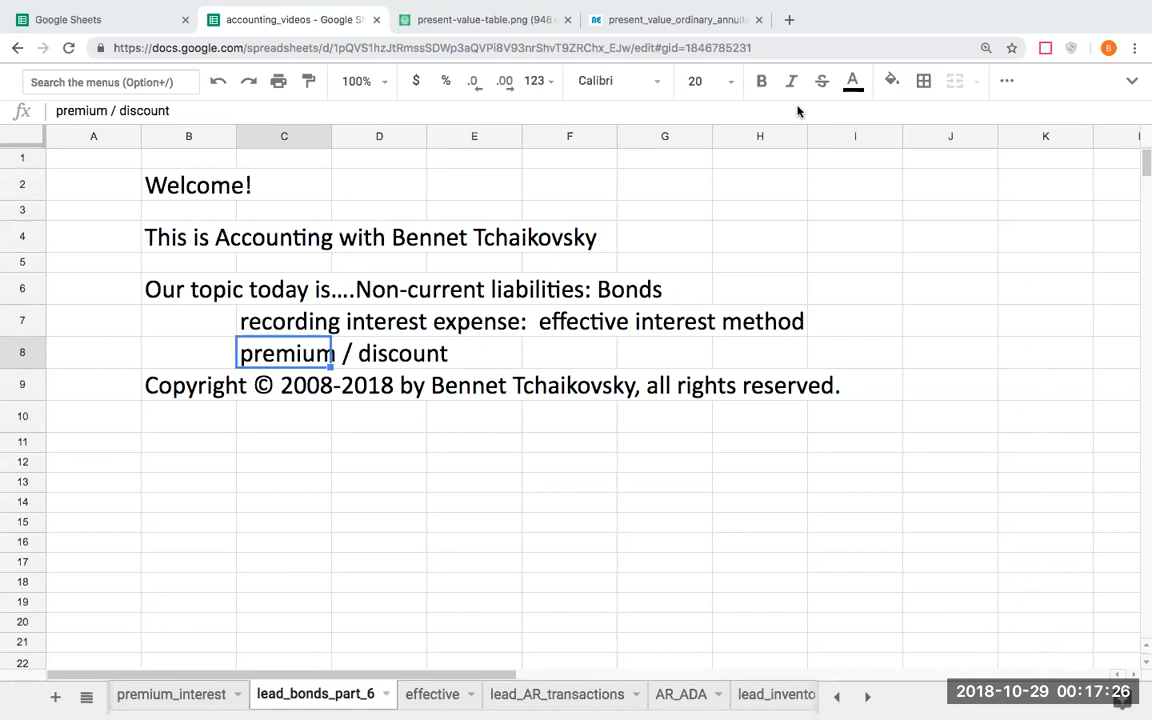 Google Sheets
accounting_videos - Google S
present-value-table.png (948
present_value_ordinary_annuit
https://docs.google.com/spreadsheets/d/1pQVS1hzJtRmssSDWp3aQVPi8V93nrShvT9ZRChx_EJw/edit#gid=1846785231
B
Search the menus (Option+/)
100% $ % .0 .00 123 Calibri 20 B I S A
fx premium / discount
A B C D E F G H I J K
1
2 Welcome!
3
4 This is Accounting with Bennet Tchaikovsky
5
6 Our topic today is....Non-current liabilities: Bonds
7 recording interest expense:  effective interest method
8 premium / discount
9 Copyright © 2008-2018 by Bennet Tchaikovsky, all rights reserved.
10
11
12
13
14
15
16
17
18
19
20
21
22
premium_interest lead_bonds_part_6 effective lead_AR_transactions AR_ADA lead_invento
2018-10-29 00:17:26